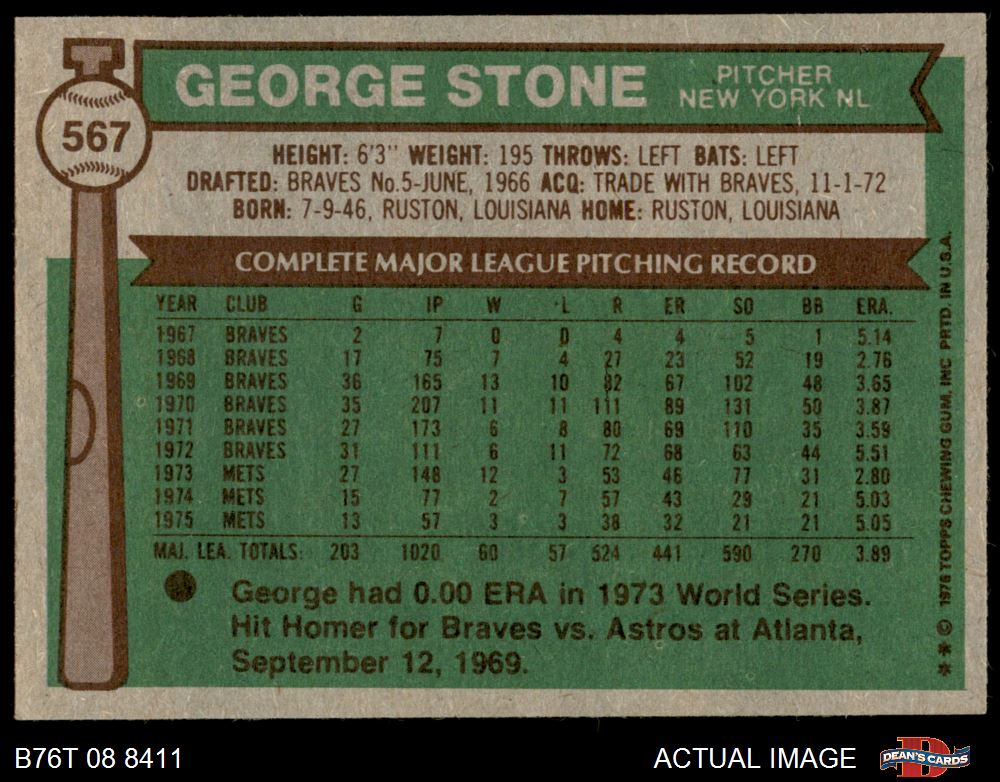 GEORGE STONE
PITCHER
NEW YORK NL
567
HEIGHT: 6'3" WEIGHT: 195 THROWS: LEFT BATS: LEFT
DRAFTED: BRAVES No.5-JUNE, 1966 ACQ: TRADE WITH BRAVES, 11-1-72
BORN: 7-9-46, RUSTON, LOUISIANA HOME: RUSTON, LOUISIANA
COMPLETE MAJOR LEAGUE PITCHING RECORD
YEAR CLUB G IP W L R ER SO BB ERA.
1967 BRAVES 2 7 0 0 4 4 5 1 5.14
1968 BRAVES 17 75 7 4 27 23 52 19 2.76
1969 BRAVES 36 165 13 10 82 67 102 48 3.65
1970 BRAVES 35 207 11 11 111 89 131 50 3.87
1971 BRAVES 27 173 6 8 80 69 110 35 3.59
1972 BRAVES 31 111 6 11 72 68 63 44 5.51
1973 METS 27 148 12 3 53 46 77 31 2.80
1974 METS 15 77 2 7 57 43 29 21 5.03
1975 METS 13 57 3 3 38 32 21 21 5.05
MAJ. LEA. TOTALS: 203 1020 60 57 524 441 590 270 3.89
George had 0.00 ERA in 1973 World Series.
Hit Homer for Braves vs. Astros at Atlanta,
September 12, 1969.
** © 1976 TOPPS CHEWING GUM, INC PRTD. IN U.S.A.
B76T 08 8411
ACTUAL IMAGE
D
DEAN'S CARDS